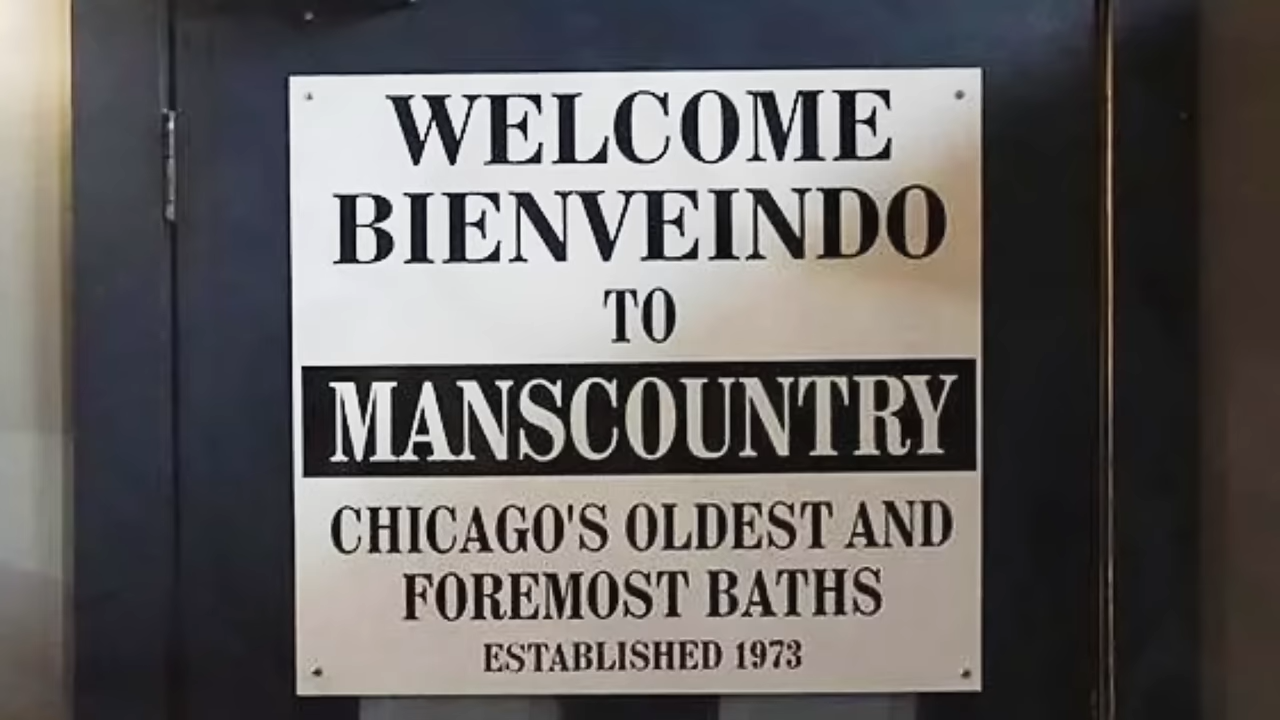 WELCOME
BIENVEINDO
TO
MANSCOUNTRY
CHICAGO'S OLDEST AND
FOREMOST BATHS
ESTABLISHED 1973